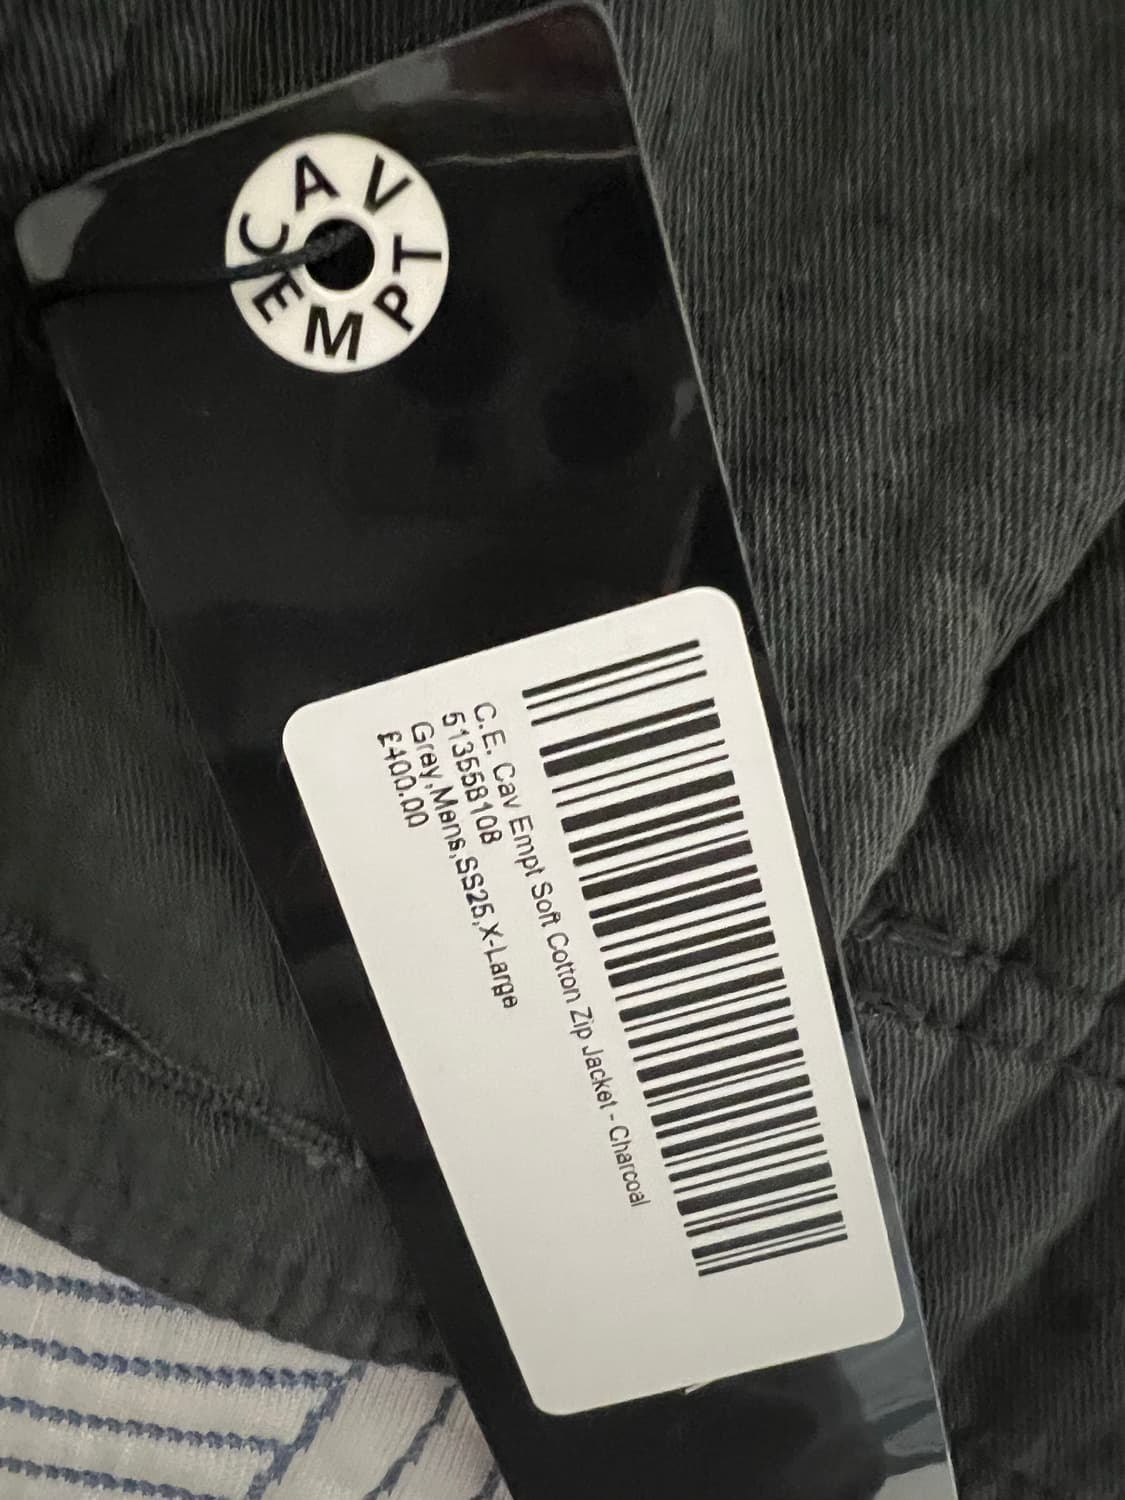 CAV EMPT
C.E. Cav Empt Soft Cotton Zip Jacket - Charcoal
513558108
Grey,Mens,SS25,X-Large
£400.00